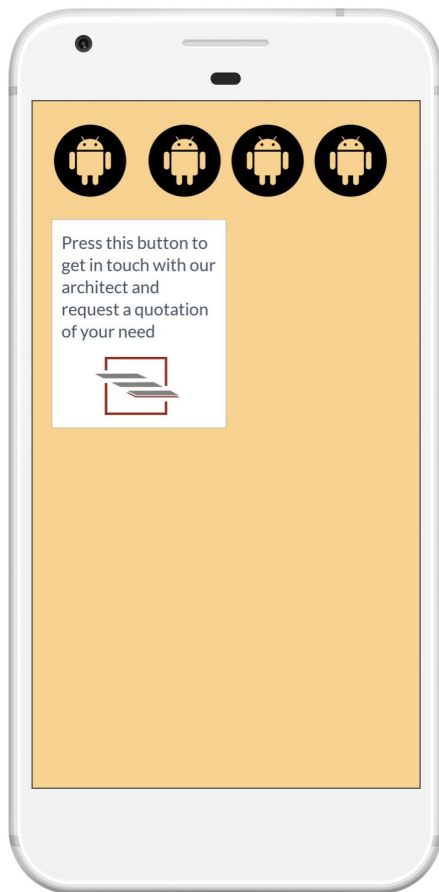 Press this button to
get in touch with our
architect and
request a quotation
of your need